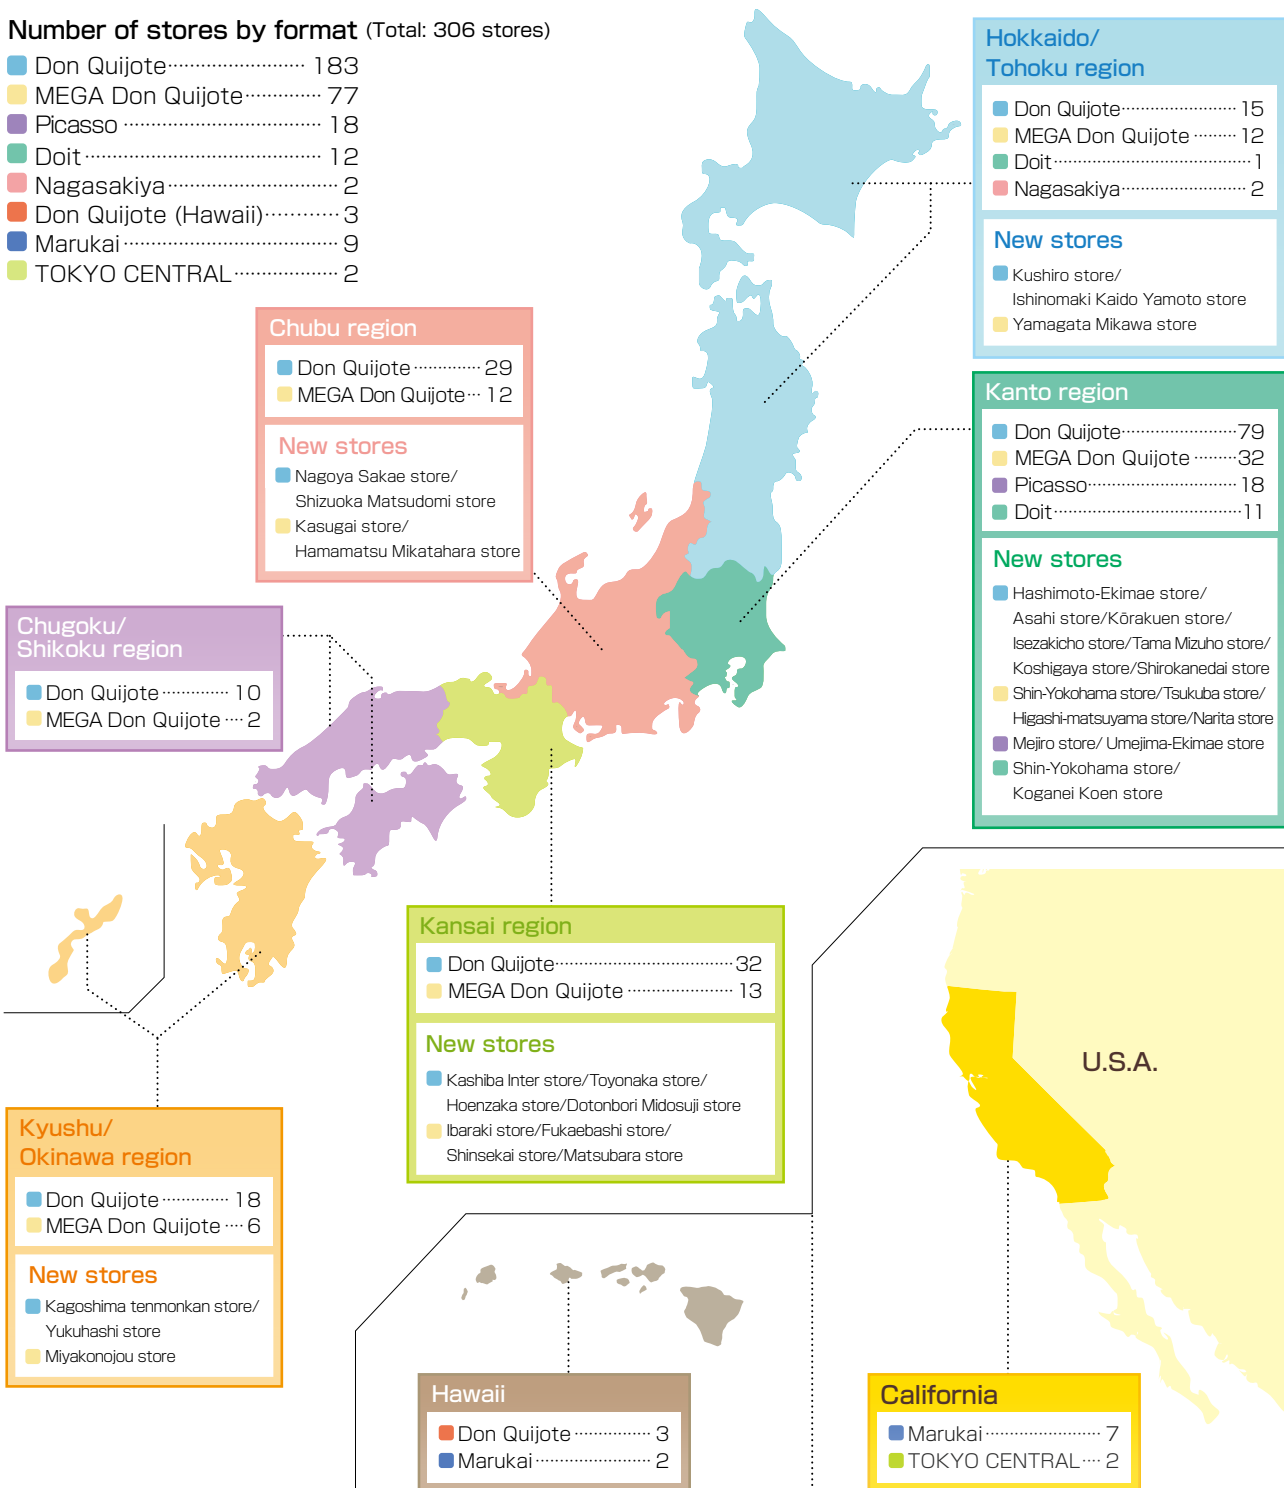 Number of stores by format (Total: 306 stores)
Don Quijote 183
MEGA Don Quijote 77
Picasso 18
Doit 12
Nagasakiya 2
Don Quijote (Hawaii) 3
Marukai 9
TOKYO CENTRAL 2
Hokkaido/
Tohoku region
Don Quijote 15
MEGA Don Quijote 12
Doit 1
Nagasakiya 2
New stores
Kushiro store/
Ishinomaki Kaido Yamoto store
Yamagata Mikawa store
Chubu region
Don Quijote 29
MEGA Don Quijote 12
New stores
Nagoya Sakae store/
Shizuoka Matsudomi store
Kasugai store/
Hamamatsu Mikatahara store
Kanto region
Don Quijote 79
MEGA Don Quijote 32
Picasso 18
Doit 11
New stores
Hashimoto-Ekimae store/
Asahi store/Kōrakuen store/
Isezakicho store/Tama Mizuho store/
Koshigaya store/Shirokanedai store
Shin-Yokohama store/Tsukuba store/
Higashi-matsuyama store/Narita store
Mejiro store/ Umejima-Ekimae store
Shin-Yokohama store/
Koganei Koen store
Chugoku/
Shikoku region
Don Quijote 10
MEGA Don Quijote 2
Kansai region
Don Quijote 32
MEGA Don Quijote 13
New stores
Kashiba Inter store/Toyonaka store/
Hoenzaka store/Dotonbori Midosuji store
Ibaraki store/Fukaebashi store/
Shinsekai store/Matsubara store
U.S.A.
Kyushu/
Okinawa region
Don Quijote 18
MEGA Don Quijote 6
New stores
Kagoshima tenmonkan store/
Yukuhashi store
Miyakonojou store
Hawaii
Don Quijote 3
Marukai 2
California
Marukai 7
TOKYO CENTRAL 2